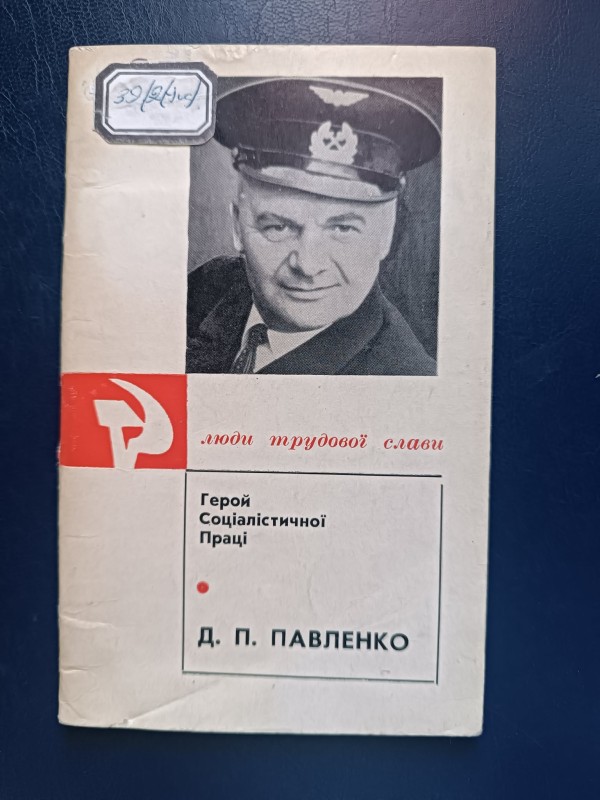 люди трудової слави
Герой
Соціалістичної
Праці
Д. П. ПАВЛЕНКО